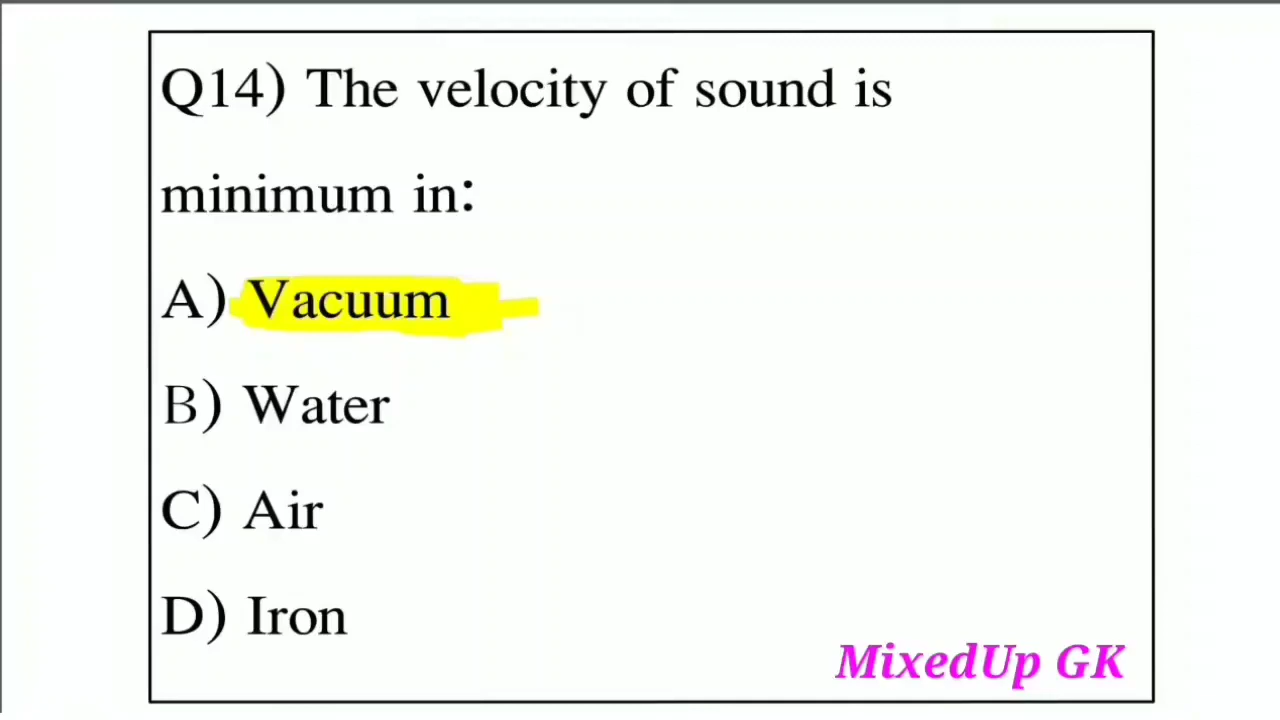 Q14) The velocity of sound is
minimum in:
A) Vacuum
B) Water
C) Air
D) Iron
MixedUp GK